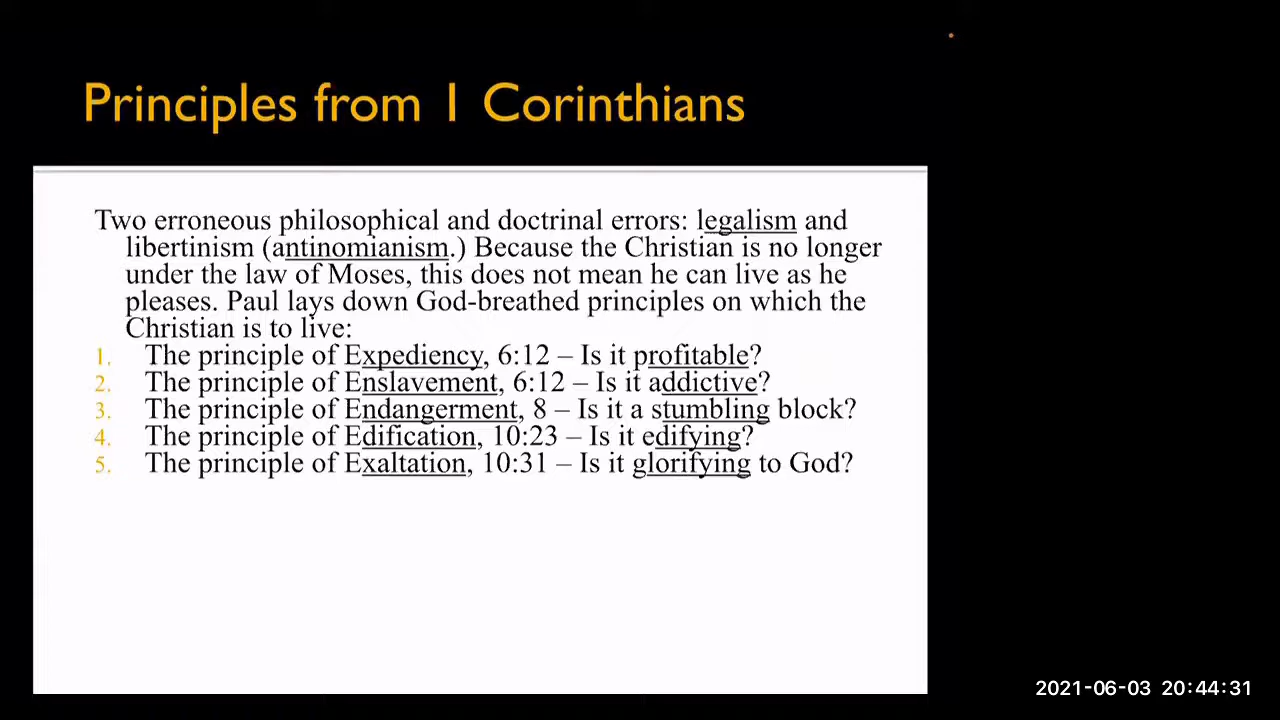 Principles from 1 Corinthians
Two erroneous philosophical and doctrinal errors: legalism and
libertinism (antinomianism.) Because the Christian is no longer
under the law of Moses, this does not mean he can live as he
pleases. Paul lays down God-breathed principles on which the
Christian is to live:
1. The principle of Expediency, 6:12 – Is it profitable?
2. The principle of Enslavement, 6:12 – Is it addictive?
3. The principle of Endangerment, 8 – Is it a stumbling block?
4. The principle of Edification, 10:23 – Is it edifying?
5. The principle of Exaltation, 10:31 – Is it glorifying to God?
2021-06-03 20:44:31